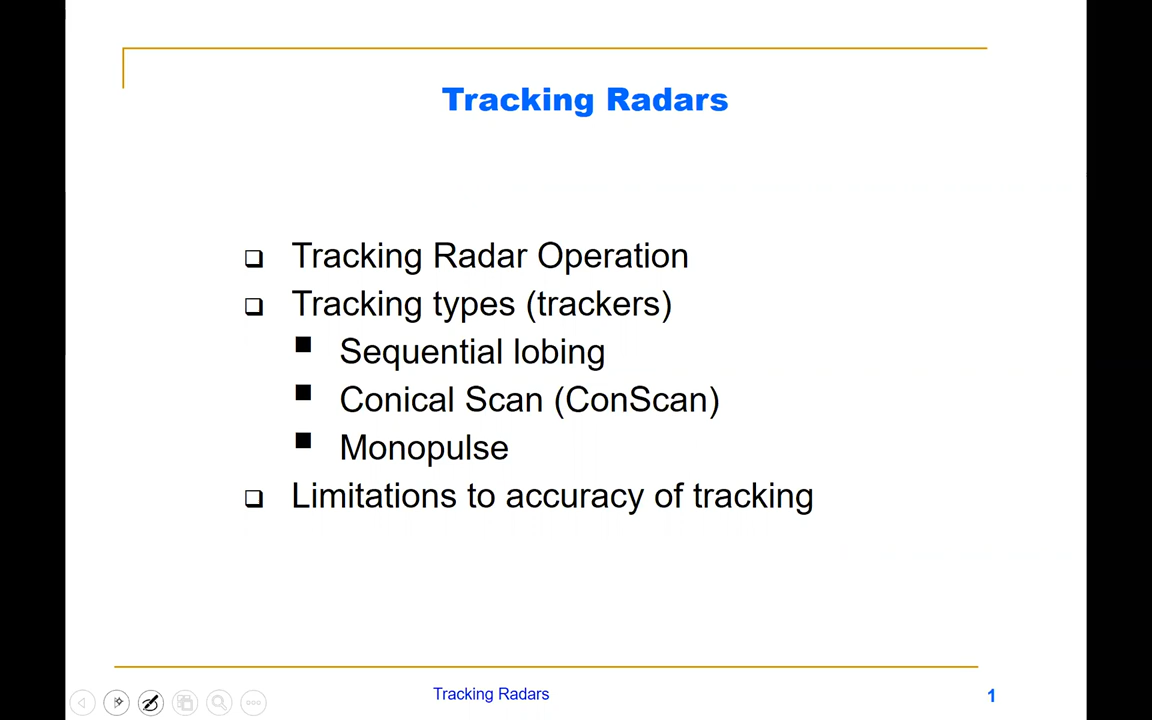 Tracking Radars
Tracking Radar Operation
Tracking types (trackers)
Sequential lobing
Conical Scan (ConScan)
Monopulse
Limitations to accuracy of tracking
Tracking Radars
1